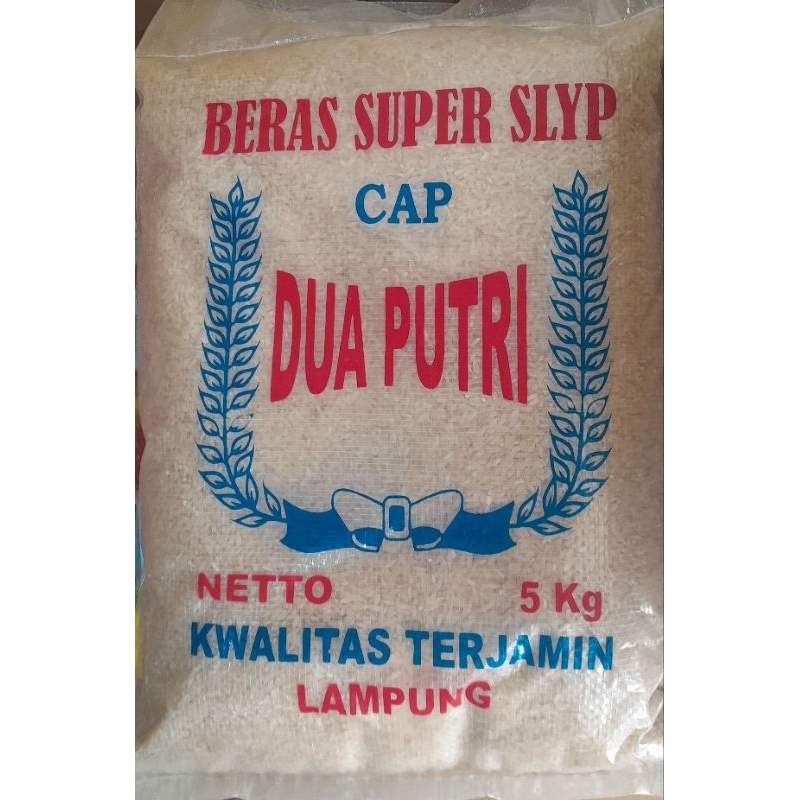 BERAS SUPER SLYP
CAP
DUA PUTRI
NETTO 5 Kg
KWALITAS TERJAMIN
LAMPUNG